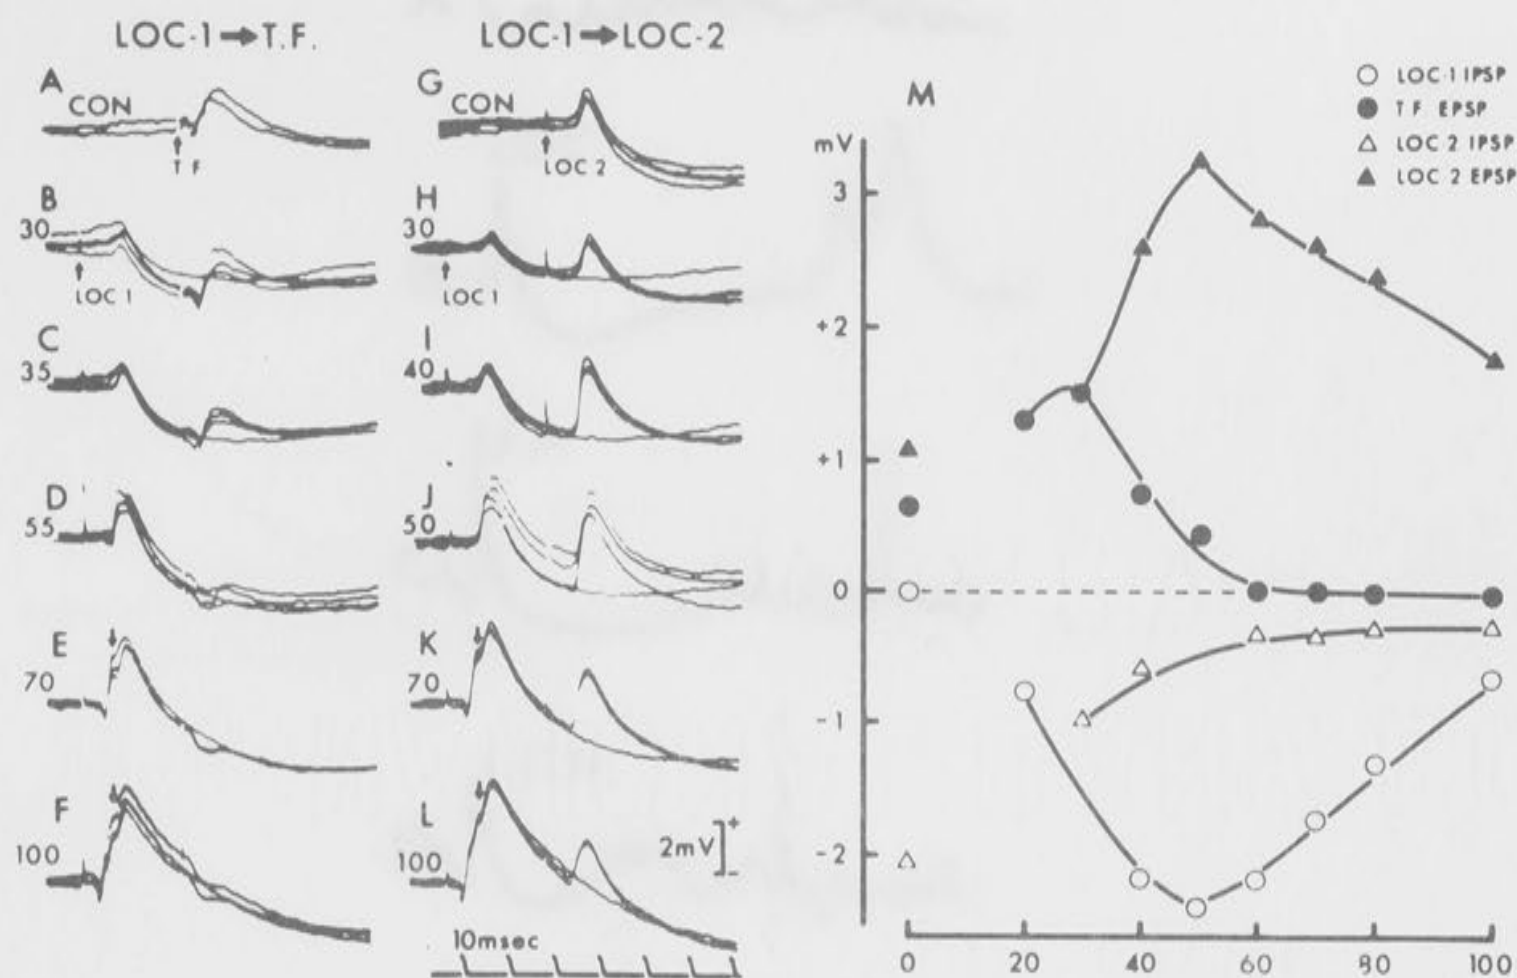 LOC-1➡T.F.
A
CON
T F
B
30
LOC 1
C
35
D
55
E
70
F
100
LOC-1➡LOC-2
G
CON
LOC 2
H
30
LOC 1
I
40
J
50
K
70
L
100
2mV
+
-
10msec
M
○ LOC-1 IPSP
● T F EPSP
△ LOC 2 IPSP
▲ LOC 2 EPSP
mV
3
+2
+1
0
-1
-2
0 20 40 60 80 100